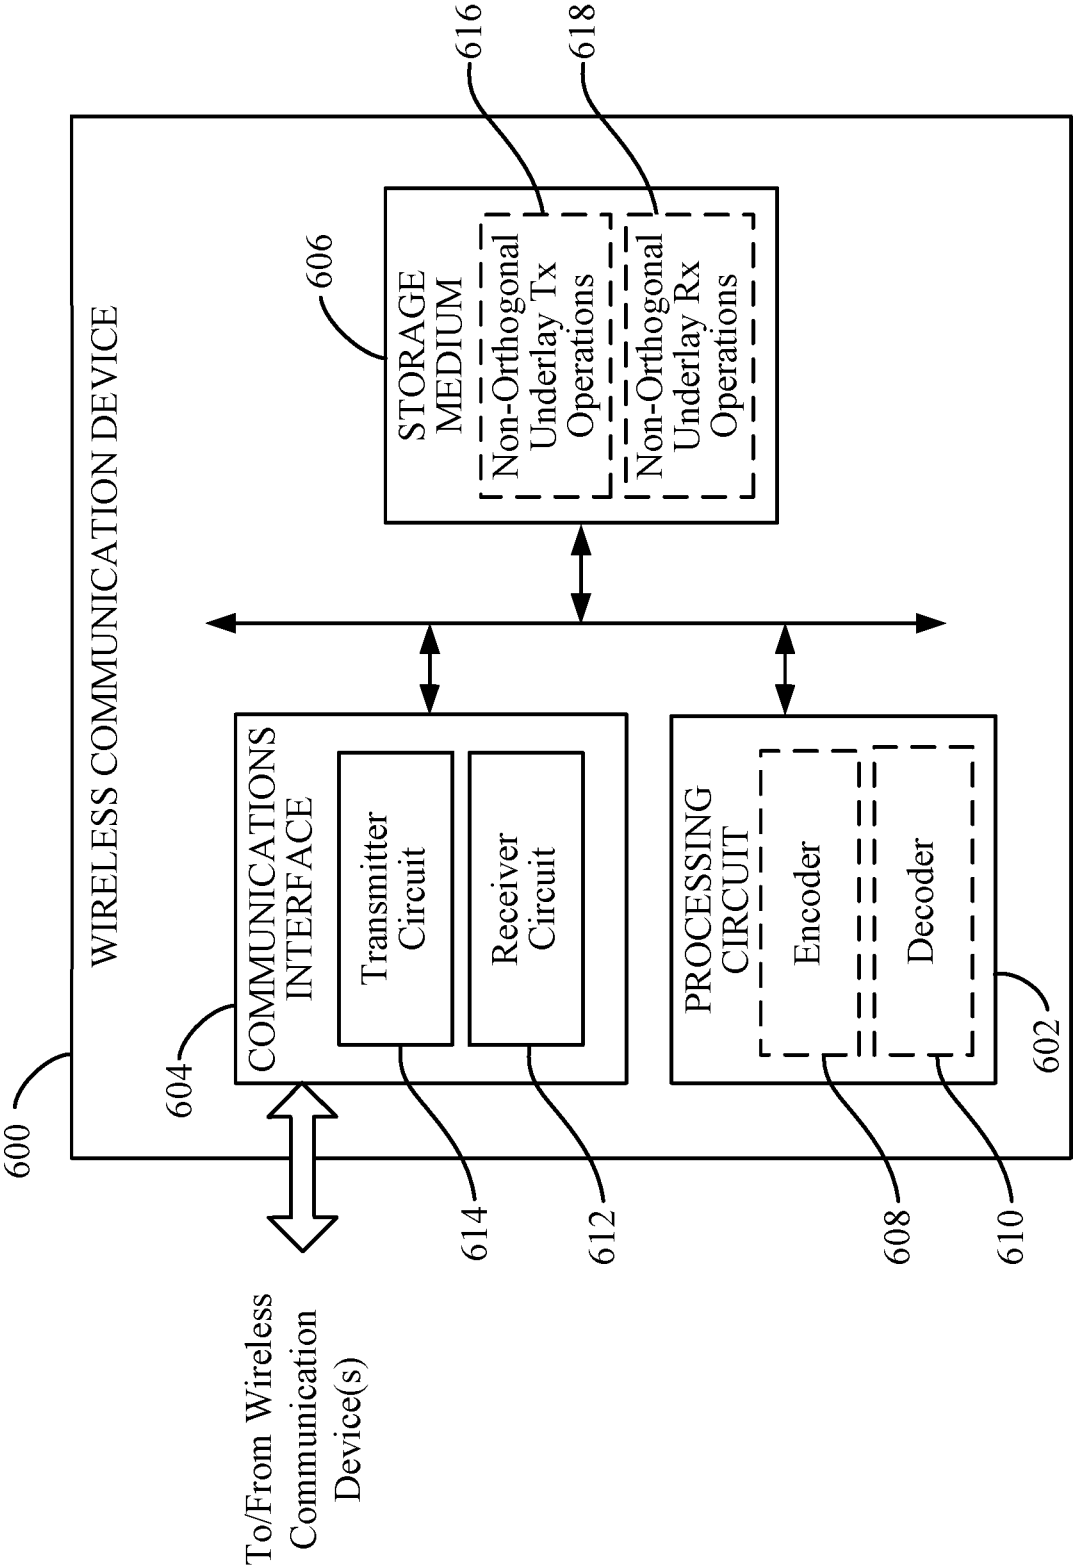 600
WIRELESS COMMUNICATION DEVICE
604
COMMUNICATIONS
INTERFACE
Transmitter
Circuit
Receiver
Circuit
614
612
To/From Wireless
Communication
Device(s)
606
STORAGE
MEDIUM
Non-Orthogonal
Underlay Tx
Operations
Non-Orthogonal
Underlay Rx
Operations
616
618
PROCESSING
CIRCUIT
Encoder
Decoder
608
610
602